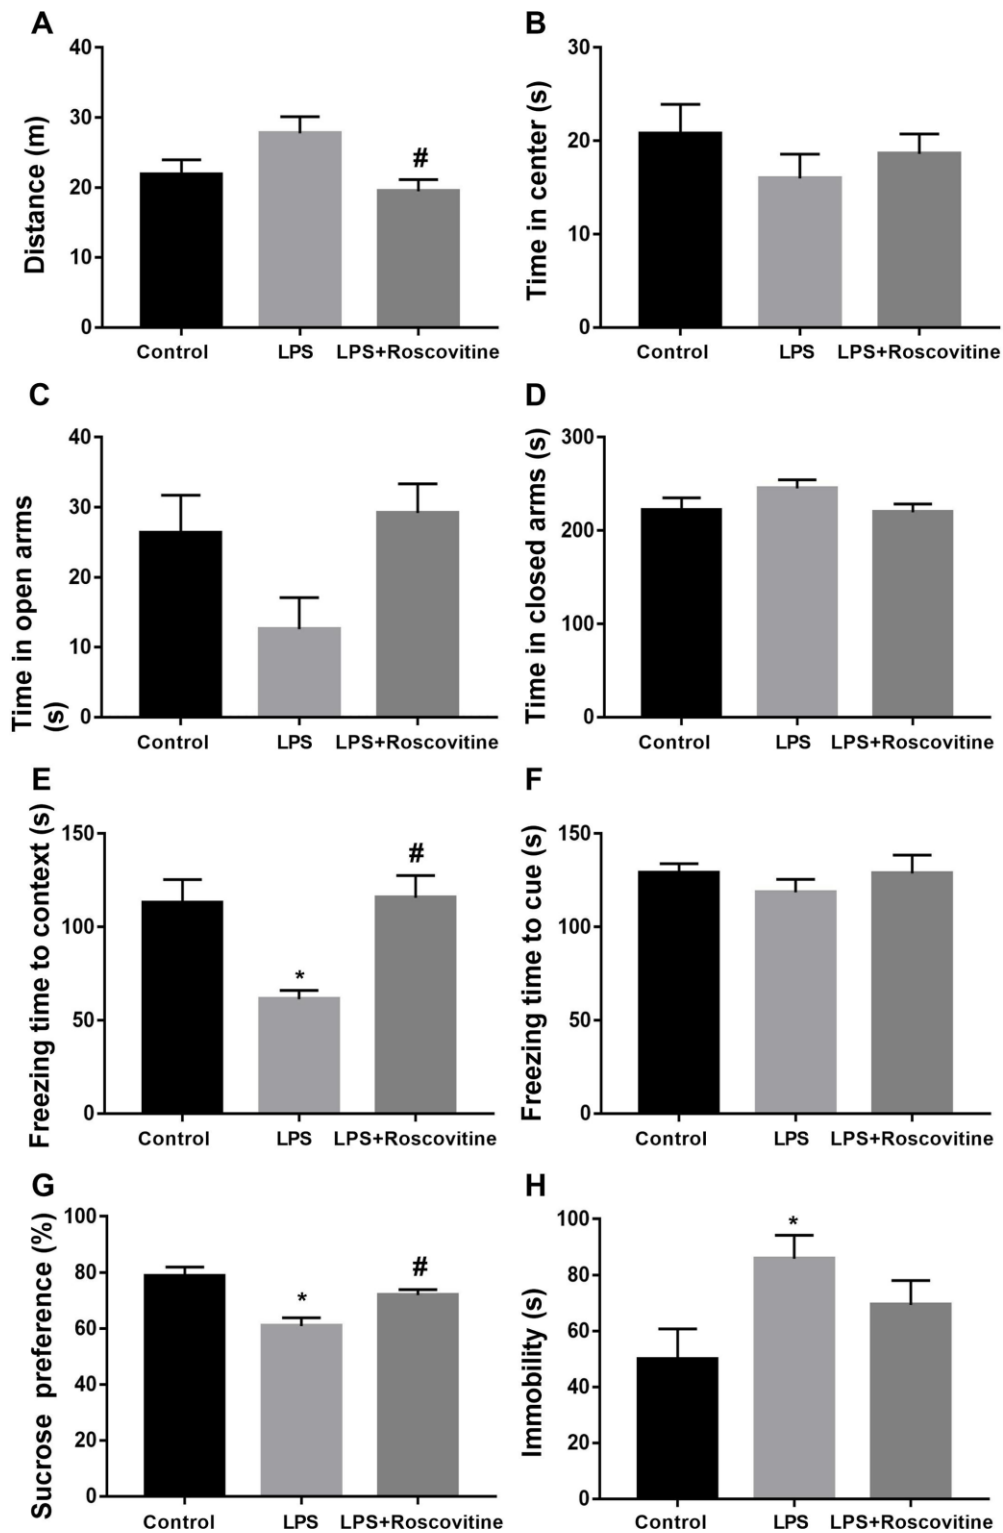 A
Distance (m)
40
30
20
10
0
#
Control LPS LPS+Roscovitine
B
Time in center (s)
30
20
10
0
Control LPS LPS+Roscovitine
C
Time in open arms
(s)
40
30
20
10
0
Control LPS LPS+Roscovitine
D
Time in closed arms (s)
300
200
100
0
Control LPS LPS+Roscovitine
E
Freezing time to context (s)
150
100
50
0
*
#
Control LPS LPS+Roscovitine
F
Freezing time to cue (s)
150
100
50
0
Control LPS LPS+Roscovitine
G
Sucrose preference (%)
100
80
60
40
20
0
*
#
Control LPS LPS+Roscovitine
H
Immobility (s)
100
80
60
40
20
0
*
Control LPS LPS+Roscovitine